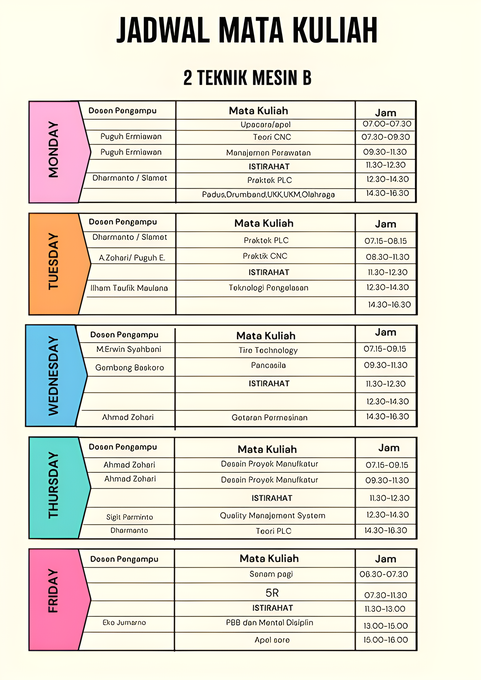 JADWAL MATA KULIAH
2 TEKNIK MESIN B
MONDAY
Dosen Pengampu Mata Kuliah Jam
Upacara/apel 07.00-07.30
Puguh Ermiawan Teori CNC 07.30-09.30
Puguh Ermiawan Manajemen Perawatan 09.30-11.30
ISTIRAHAT 11.30-12.30
Dharmanto / Slamet Praktek PLC 12.30-14.30
Padus,Drumband,UKK,UKM,Olahraga 14.30-16.30
TUESDAY
Dosen Pengampu Mata Kuliah Jam
Dharmanto / Slamet Praktek PLC 07.15-08.15
A.Zohari/ Puguh E. Praktik CNC 08.30-11.30
ISTIRAHAT 11.30-12.30
Ilham Taufik Maulana Teknologi Pengelasan 12.30-14.30
14.30-16.30
WEDNESDAY
Dosen Pengampu Mata Kuliah Jam
M.Erwin Syahbani Tire Technology 07.15-09.15
Gembong Baskoro Pancasila 09.30-11.30
ISTIRAHAT 11.30-12.30
12.30-14.30
Ahmad Zohari Getaran Permesinan 14.30-16.30
THURSDAY
Dosen Pengampu Mata Kuliah Jam
Ahmad Zohari Desain Proyek Manufkatur 07.15-09.15
Ahmad Zohari Desain Proyek Manufkatur 09.30-11.30
ISTIRAHAT 11.30-12.30
Sigit Parminto Quality Manajement System 12.30-14.30
Dharmanto Teori PLC 14.30-16.30
FRIDAY
Dosen Pengampu Mata Kuliah Jam
Senam pagi 06.30-07.30
5R 07.30-11.30
ISTIRAHAT 11.30-13.00
Eko Jumarno PBB dan Mental Disiplin 13.00-15.00
Apel sore 15.00-16.00